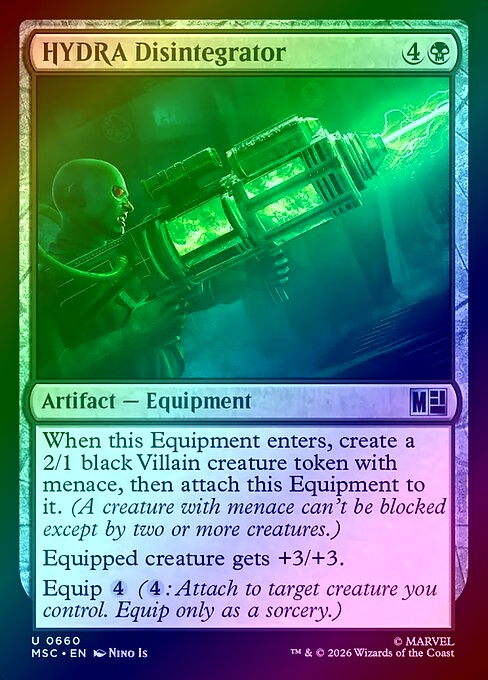 HYDRA Disintegrator 4
Artifact — Equipment
M
When this Equipment enters, create a
2/1 black Villain creature token with
menace, then attach this Equipment to
it. (A creature with menace can't be blocked
except by two or more creatures.)
Equipped creature gets +3/+3.
Equip 4 (4: Attach to target creature you
control. Equip only as a sorcery.)
U 0660
MSC • EN Nino Is
© MARVEL
™ & © 2026 Wizards of the Coast